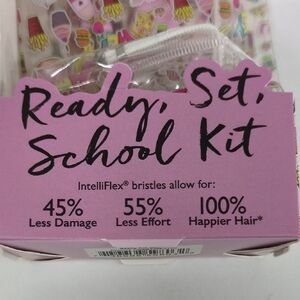 Ready, Set,
School Kit
IntelliFlex® bristles allow for:
45% 55% 100%
Less Damage Less Effort Happier Hair*